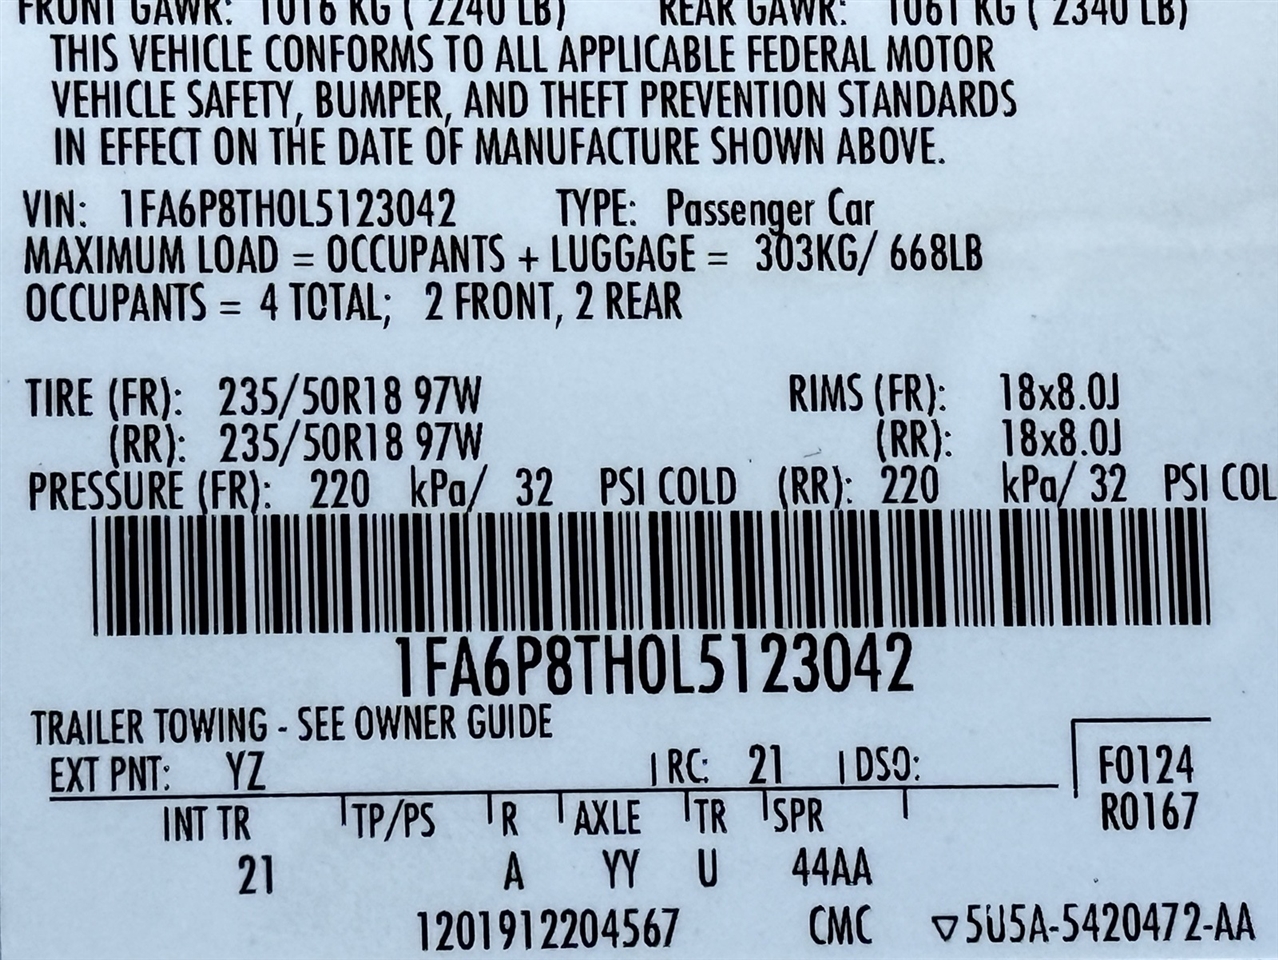 FRONT GAWR: 1016 KG ( 2240 LB) REAR GAWR: 1061 KG ( 2340 LB)
THIS VEHICLE CONFORMS TO ALL APPLICABLE FEDERAL MOTOR
VEHICLE SAFETY, BUMPER, AND THEFT PREVENTION STANDARDS
IN EFFECT ON THE DATE OF MANUFACTURE SHOWN ABOVE.
VIN: 1FA6P8TH0L5123042 TYPE: Passenger Car
MAXIMUM LOAD = OCCUPANTS + LUGGAGE = 303KG/ 668LB
OCCUPANTS = 4 TOTAL; 2 FRONT, 2 REAR
TIRE (FR): 235/50R18 97W RIMS (FR): 18x8.0J
(RR): 235/50R18 97W (RR): 18x8.0J
PRESSURE (FR): 220 kPa/ 32 PSI COLD (RR): 220 kPa/ 32 PSI COL
1FA6P8TH0L5123042
TRAILER TOWING - SEE OWNER GUIDE
EXT PNT: YZ RC: 21 DSO: F0124
INT TR TP/PS R AXLE TR SPR R0167
21 A YY U 44AA
1201912204567 CMC ▽5U5A-5420472-AA